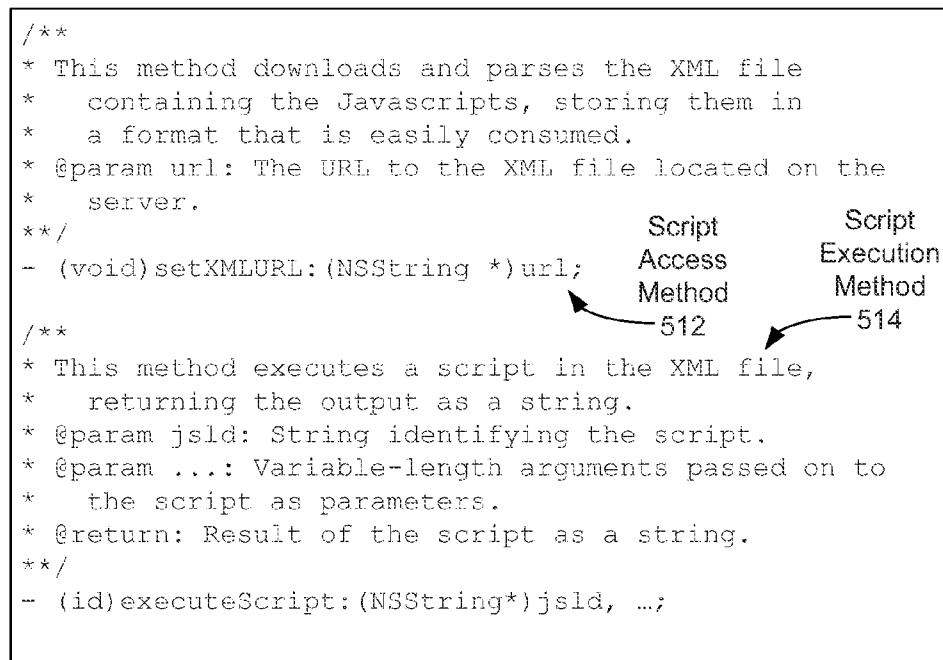 /**
* This method downloads and parses the XML file
*   containing the Javascripts, storing them in
*   a format that is easily consumed.
* @param url: The URL to the XML file located on the
*   server.
**/
- (void)setXMLURL:(NSString *)url;
Script
Access
Method
512
Script
Execution
Method
514
/**
* This method executes a script in the XML file,
*   returning the output as a string.
* @param jsld: String identifying the script.
* @param ...: Variable-length arguments passed on to
*   the script as parameters.
* @return: Result of the script as a string.
**/
- (id)executeScript:(NSString*)jsld, …;